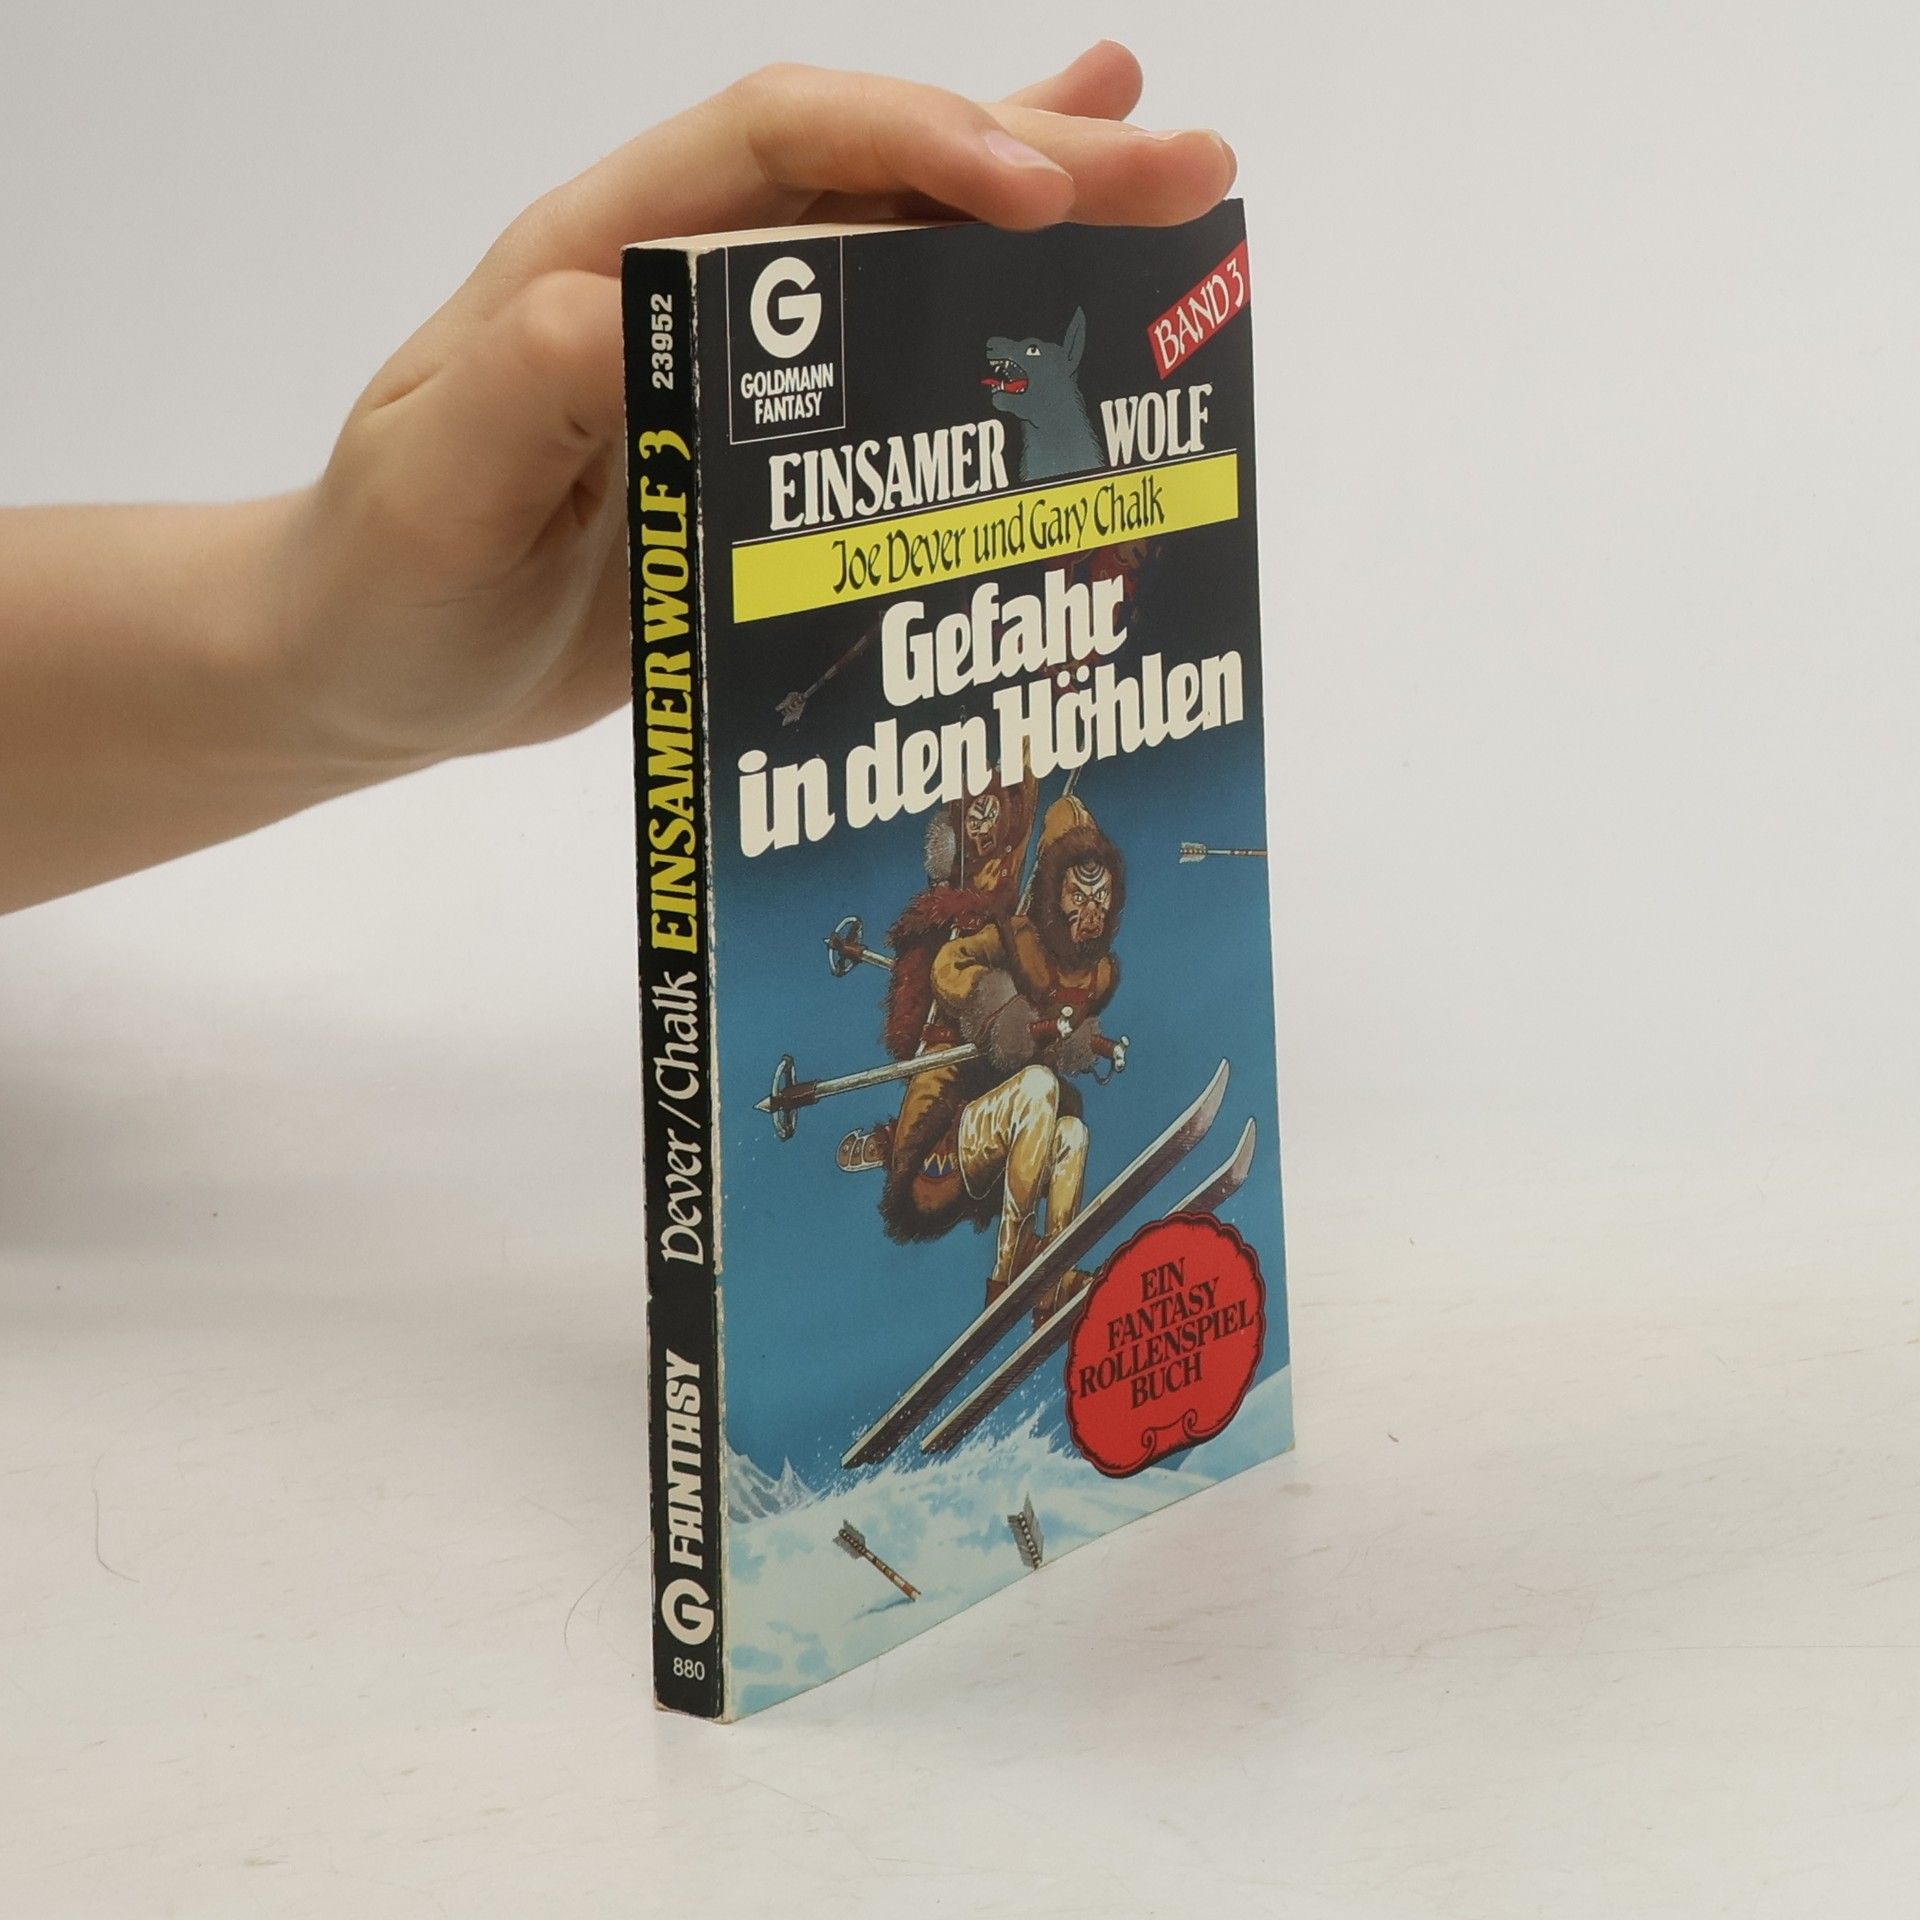 23952
EINSAMER WOLF 3
Dever/Chalk
FANTASY
G
880
G
GOLDMANN
FANTASY
BAND 3
EINSAMER WOLF
Joe Dever und Gary Chalk
Gefahr
in den Höhlen
EIN
FANTASY
ROLLENSPIEL
BUCH